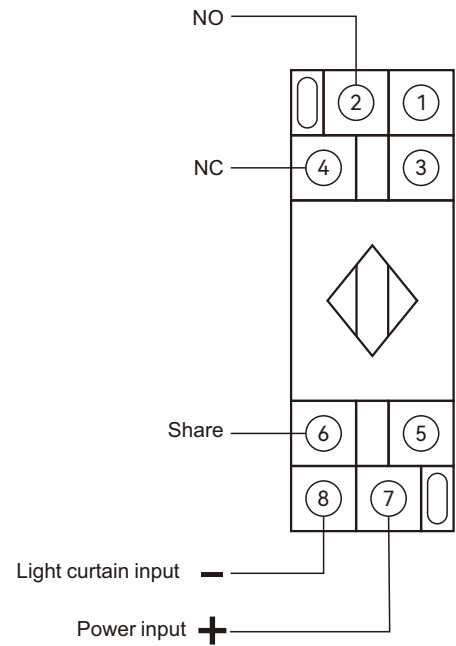 NO
2 1
NC 4 3
Share 6 5
8 7
Light curtain input −
Power input +